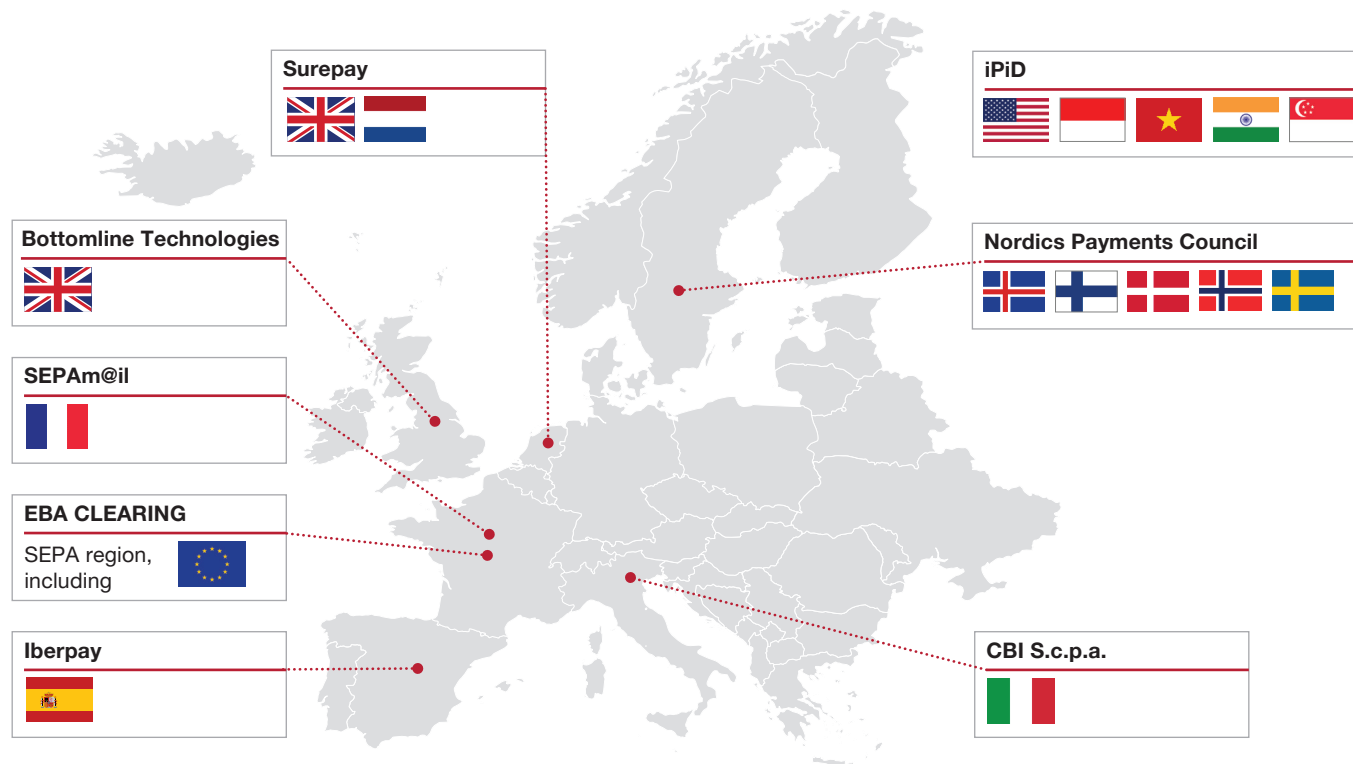 Surepay
iPiD
Bottomline Technologies
Nordics Payments Council
SEPAm@il
EBA CLEARING
SEPA region,
including
Iberpay
CBI S.c.p.a.